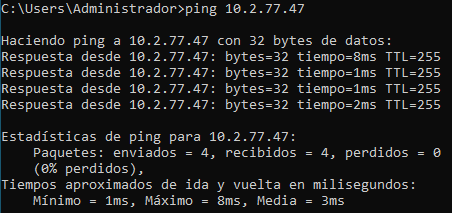 C:\Users\Administrador>ping 10.2.77.47
Haciendo ping a 10.2.77.47 con 32 bytes de datos:
Respuesta desde 10.2.77.47: bytes=32 tiempo=8ms TTL=255
Respuesta desde 10.2.77.47: bytes=32 tiempo=1ms TTL=255
Respuesta desde 10.2.77.47: bytes=32 tiempo=1ms TTL=255
Respuesta desde 10.2.77.47: bytes=32 tiempo=2ms TTL=255
Estadísticas de ping para 10.2.77.47:
Paquetes: enviados = 4, recibidos = 4, perdidos = 0
(0% perdidos),
Tiempos aproximados de ida y vuelta en milisegundos:
Mínimo = 1ms, Máximo = 8ms, Media = 3ms